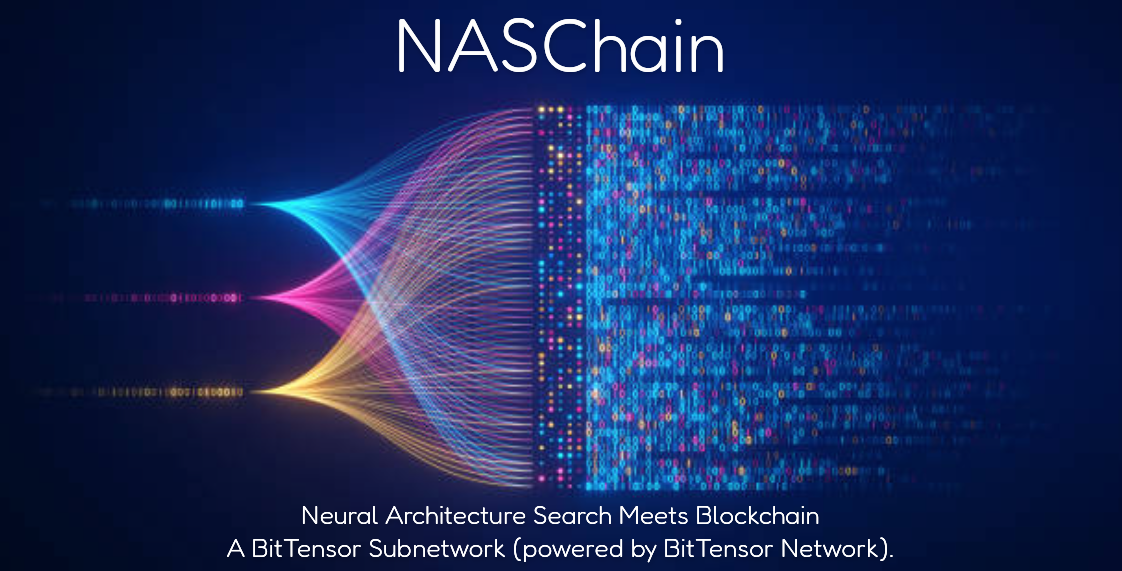 NASChain
Neural Architecture Search Meets Blockchain
A BitTensor Subnetwork (powered by BitTensor Network).